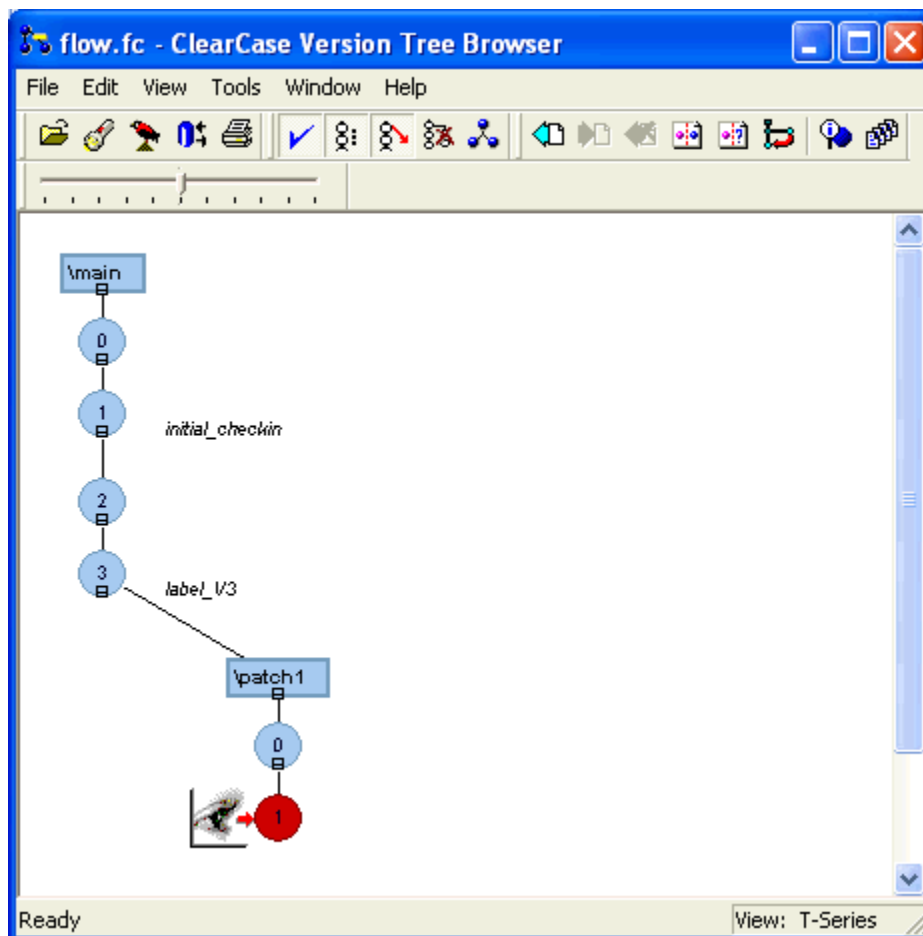 flow.fc - ClearCase Version Tree Browser
File Edit View Tools Window Help
\main
0
1
initial_checkin
2
3
label_V3
\patch1
0
1
Ready
View: T-Series